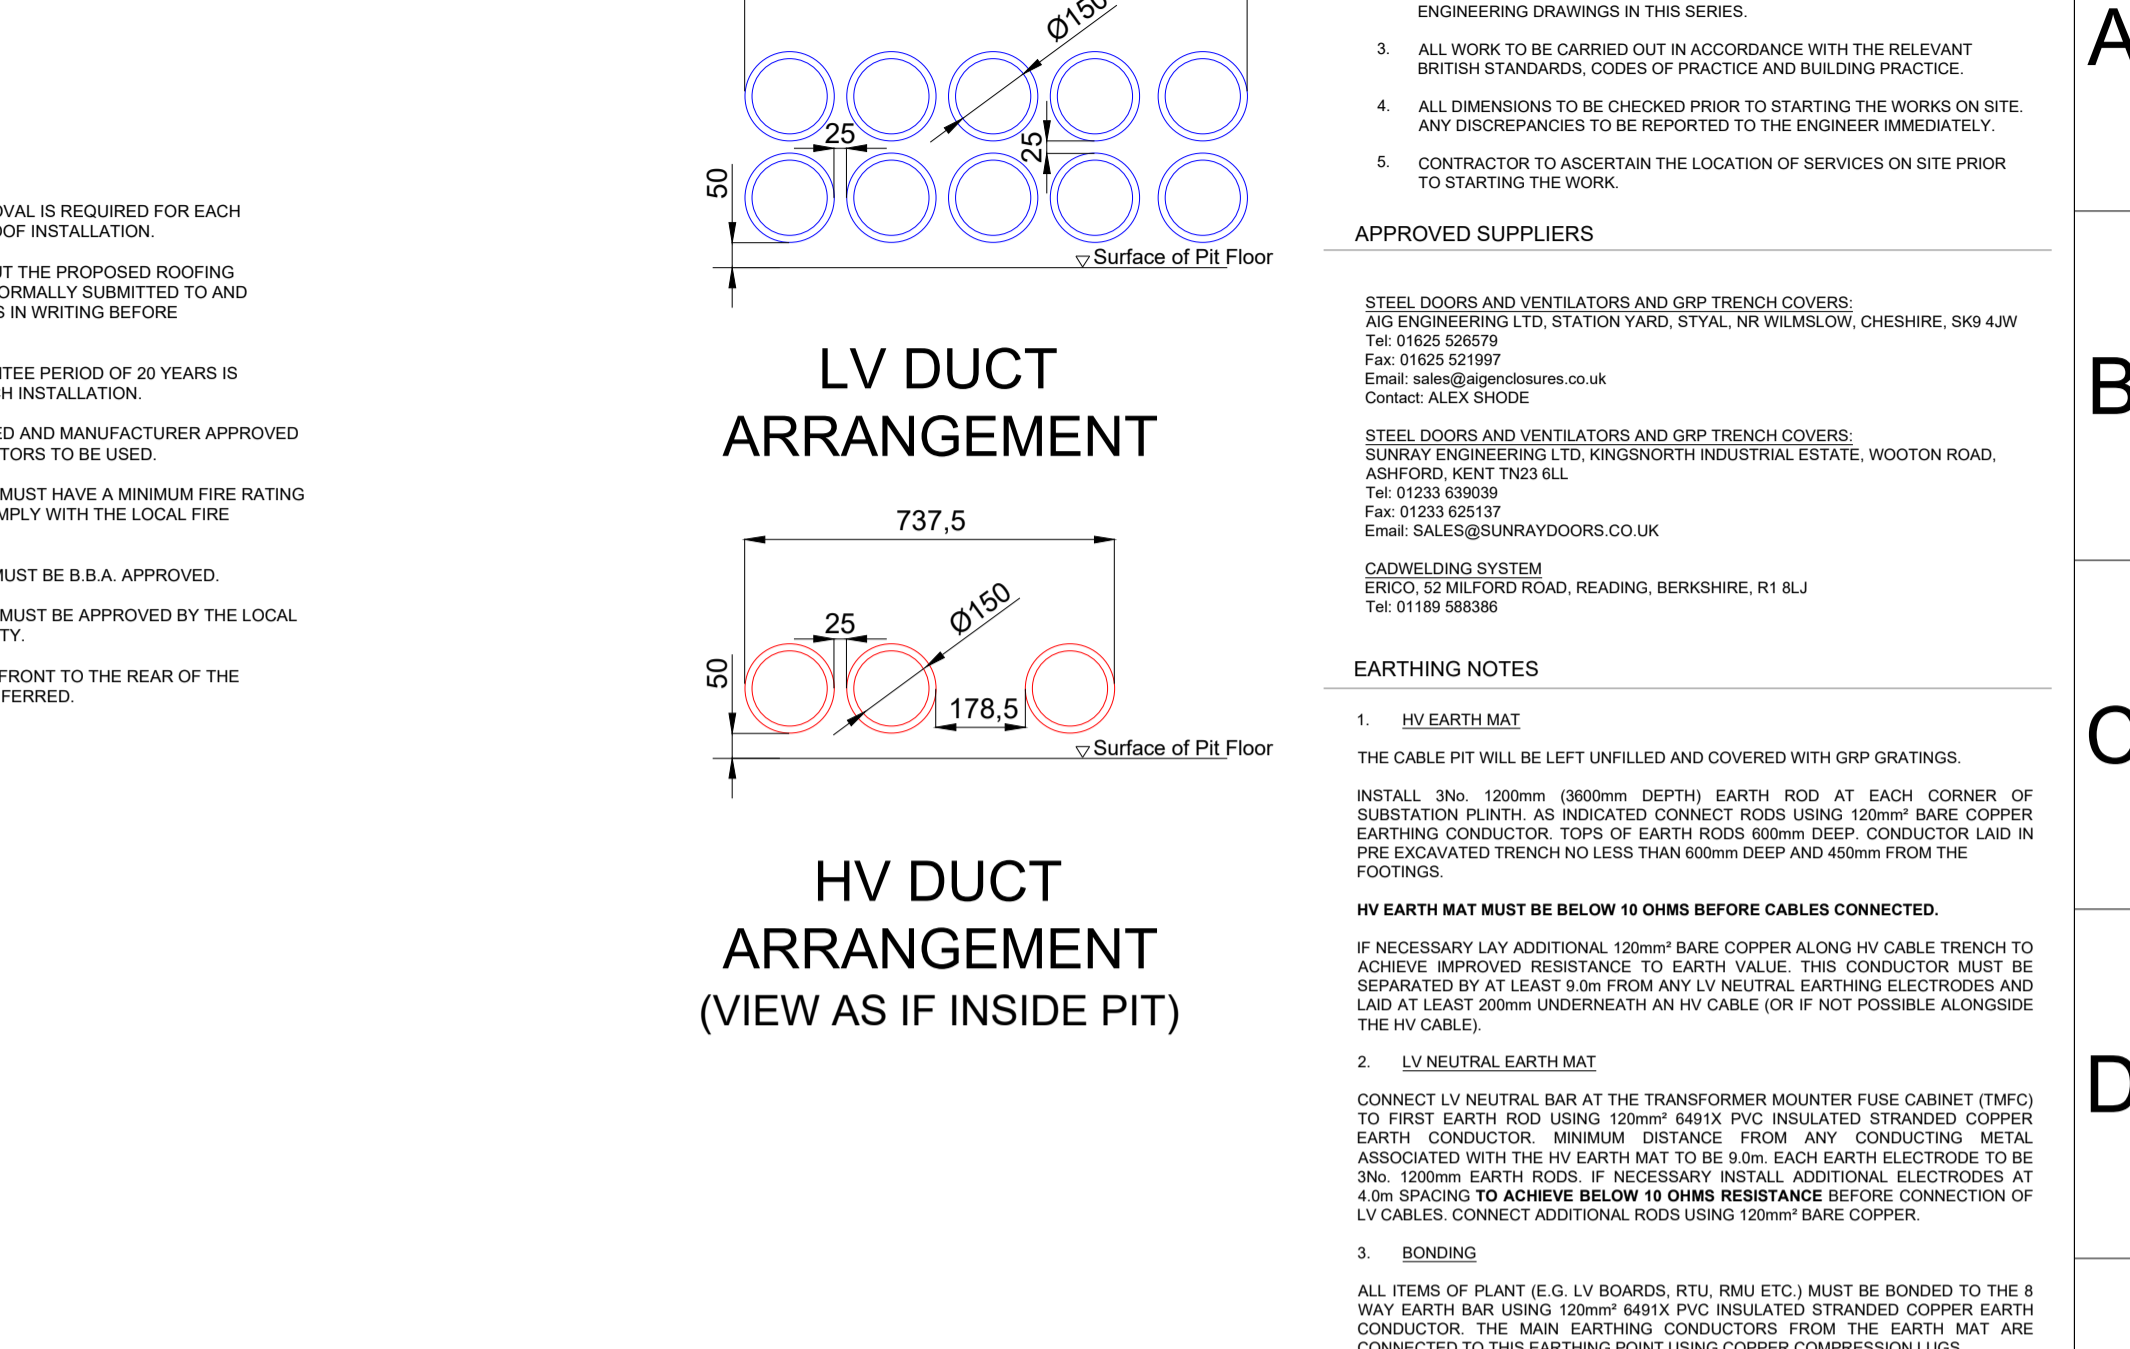 OVAL IS REQUIRED FOR EACH
OOF INSTALLATION.
UT THE PROPOSED ROOFING
ORMALLY SUBMITTED TO AND
S IN WRITING BEFORE
NTEE PERIOD OF 20 YEARS IS
CH INSTALLATION.
ED AND MANUFACTURER APPROVED
TORS TO BE USED.
MUST HAVE A MINIMUM FIRE RATING
MPLY WITH THE LOCAL FIRE
MUST BE B.B.A. APPROVED.
MUST BE APPROVED BY THE LOCAL
TY.
FRONT TO THE REAR OF THE
FERRED.
Ø150
25
25
50
Surface of Pit Floor
LV DUCT
ARRANGEMENT
737,5
Ø150
25
50
178,5
Surface of Pit Floor
HV DUCT
ARRANGEMENT
(VIEW AS IF INSIDE PIT)
ENGINEERING DRAWINGS IN THIS SERIES.
3. ALL WORK TO BE CARRIED OUT IN ACCORDANCE WITH THE RELEVANT
BRITISH STANDARDS, CODES OF PRACTICE AND BUILDING PRACTICE.
4. ALL DIMENSIONS TO BE CHECKED PRIOR TO STARTING THE WORKS ON SITE.
ANY DISCREPANCIES TO BE REPORTED TO THE ENGINEER IMMEDIATELY.
5. CONTRACTOR TO ASCERTAIN THE LOCATION OF SERVICES ON SITE PRIOR
TO STARTING THE WORK.
APPROVED SUPPLIERS
STEEL DOORS AND VENTILATORS AND GRP TRENCH COVERS:
AIG ENGINEERING LTD, STATION YARD, STYAL, NR WILMSLOW, CHESHIRE, SK9 4JW
Tel: 01625 526579
Fax: 01625 521997
Email: sales@aigenclosures.co.uk
Contact: ALEX SHODE
STEEL DOORS AND VENTILATORS AND GRP TRENCH COVERS:
SUNRAY ENGINEERING LTD, KINGSNORTH INDUSTRIAL ESTATE, WOOTON ROAD,
ASHFORD, KENT TN23 6LL
Tel: 01233 639039
Fax: 01233 625137
Email: SALES@SUNRAYDOORS.CO.UK
CADWELDING SYSTEM
ERICO, 52 MILFORD ROAD, READING, BERKSHIRE, R1 8LJ
Tel: 01189 588386
EARTHING NOTES
1. HV EARTH MAT
THE CABLE PIT WILL BE LEFT UNFILLED AND COVERED WITH GRP GRATINGS.
INSTALL 3No. 1200mm (3600mm DEPTH) EARTH ROD AT EACH CORNER OF
SUBSTATION PLINTH. AS INDICATED CONNECT RODS USING 120mm² BARE COPPER
EARTHING CONDUCTOR. TOPS OF EARTH RODS 600mm DEEP. CONDUCTOR LAID IN
PRE EXCAVATED TRENCH NO LESS THAN 600mm DEEP AND 450mm FROM THE
FOOTINGS.
HV EARTH MAT MUST BE BELOW 10 OHMS BEFORE CABLES CONNECTED.
IF NECESSARY LAY ADDITIONAL 120mm² BARE COPPER ALONG HV CABLE TRENCH TO
ACHIEVE IMPROVED RESISTANCE TO EARTH VALUE. THIS CONDUCTOR MUST BE
SEPARATED BY AT LEAST 9.0m FROM ANY LV NEUTRAL EARTHING ELECTRODES AND
LAID AT LEAST 200mm UNDERNEATH AN HV CABLE (OR IF NOT POSSIBLE ALONGSIDE
THE HV CABLE).
2. LV NEUTRAL EARTH MAT
CONNECT LV NEUTRAL BAR AT THE TRANSFORMER MOUNTER FUSE CABINET (TMFC)
TO FIRST EARTH ROD USING 120mm² 6491X PVC INSULATED STRANDED COPPER
EARTH CONDUCTOR. MINIMUM DISTANCE FROM ANY CONDUCTING METAL
ASSOCIATED WITH THE HV EARTH MAT TO BE 9.0m. EACH EARTH ELECTRODE TO BE
3No. 1200mm EARTH RODS. IF NECESSARY INSTALL ADDITIONAL ELECTRODES AT
4.0m SPACING TO ACHIEVE BELOW 10 OHMS RESISTANCE BEFORE CONNECTION OF
LV CABLES. CONNECT ADDITIONAL RODS USING 120mm² BARE COPPER.
3. BONDING
ALL ITEMS OF PLANT (E.G. LV BOARDS, RTU, RMU ETC.) MUST BE BONDED TO THE 8
WAY EARTH BAR USING 120mm² 6491X PVC INSULATED STRANDED COPPER EARTH
CONDUCTOR. THE MAIN EARTHING CONDUCTORS FROM THE EARTH MAT ARE
CONNECTED TO THIS EARTHING POINT USING COPPER COMPRESSION LUGS
A
B
C
D